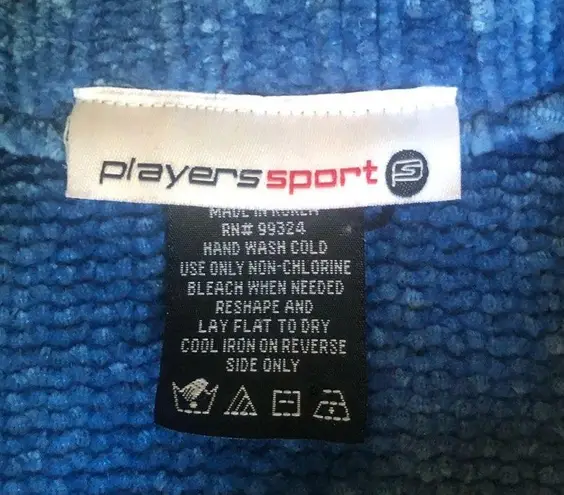 playerssport PS
MADE IN KOREA
RN# 99324
HAND WASH COLD
USE ONLY NON-CHLORINE
BLEACH WHEN NEEDED
RESHAPE AND
LAY FLAT TO DRY
COOL IRON ON REVERSE
SIDE ONLY